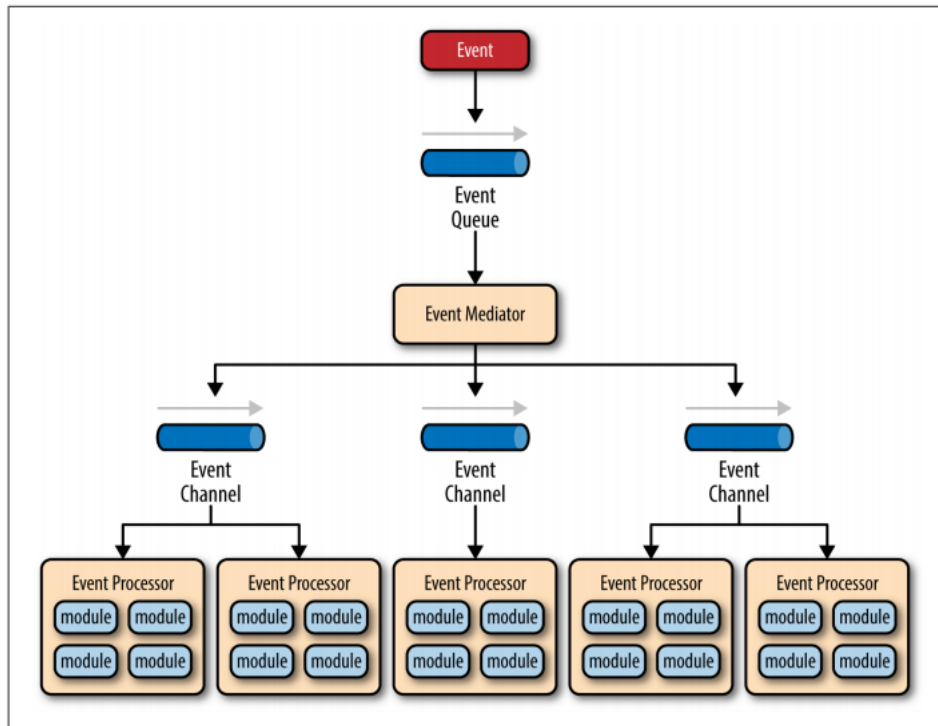 Event
Event
Queue
Event Mediator
Event
Channel
Event
Channel
Event
Channel
Event Processor
module module
module module
Event Processor
module module
module module
Event Processor
module module
module module
Event Processor
module module
module module
Event Processor
module module
module module